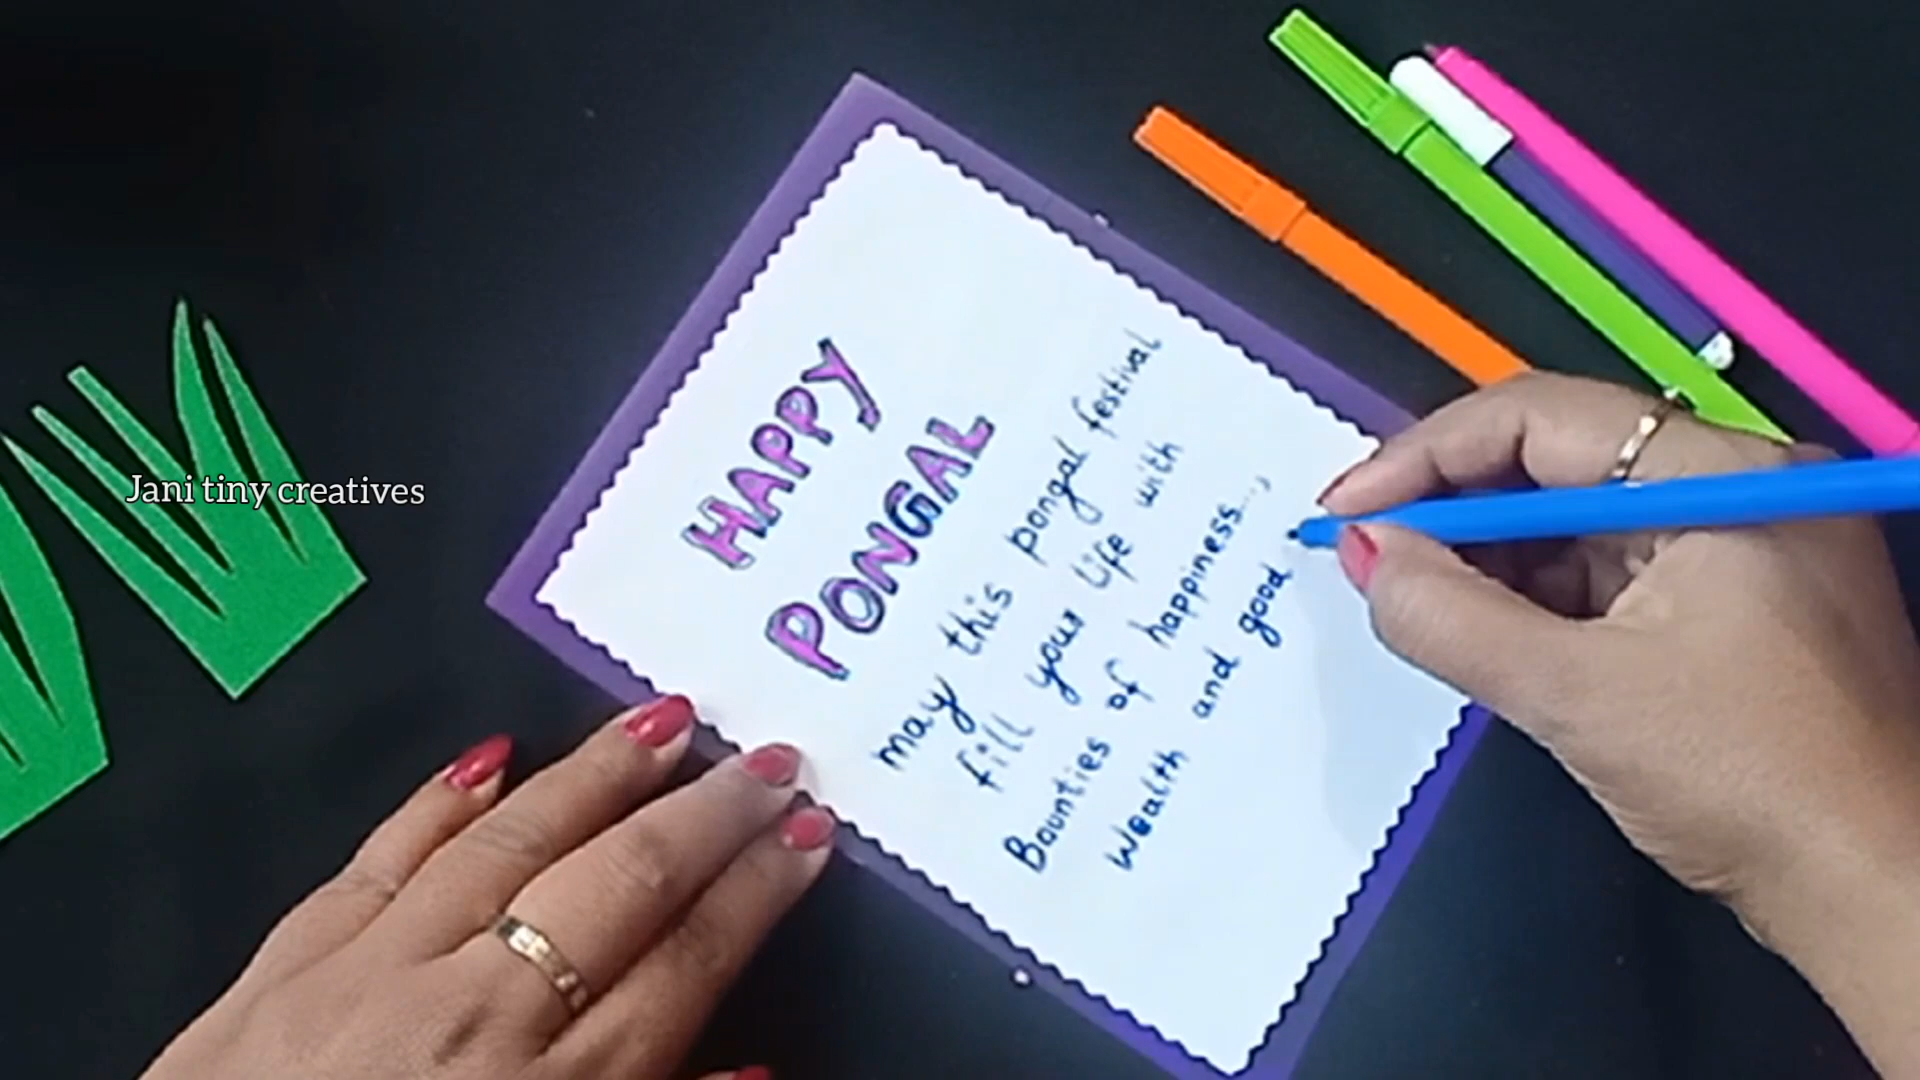 HAPPY
PONGAL
may this pongal festival
fill your life with
Bounties of happiness...,
Wealth and good
Jani tiny creatives